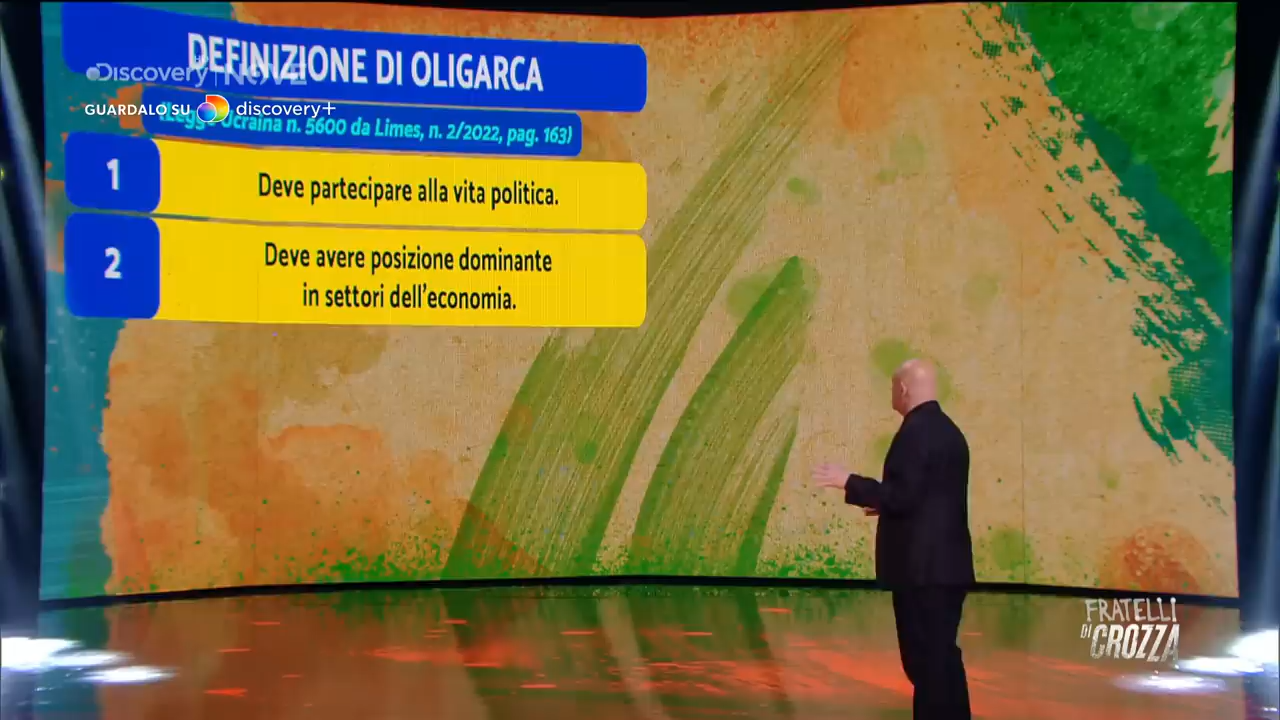 DEFINIZIONE DI OLIGARCA
Discovery NOVE
HD
GUARDALO SU discovery+
(Legge Ucraina n. 5600 da Limes, n. 2/2022, pag. 163)
1
Deve partecipare alla vita politica.
2
Deve avere posizione dominante
in settori dell'economia.
FRATELLI
DI
CROZZA